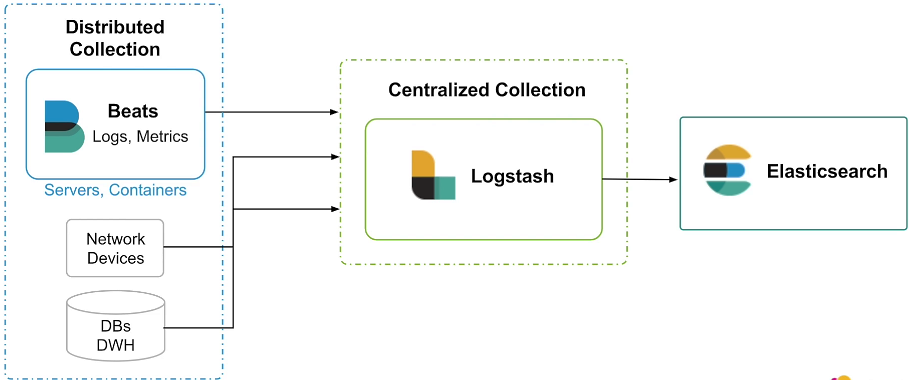 Distributed
Collection
Beats
Logs, Metrics
Servers, Containers
Network
Devices
DBs
DWH
Centralized Collection
Logstash
Elasticsearch